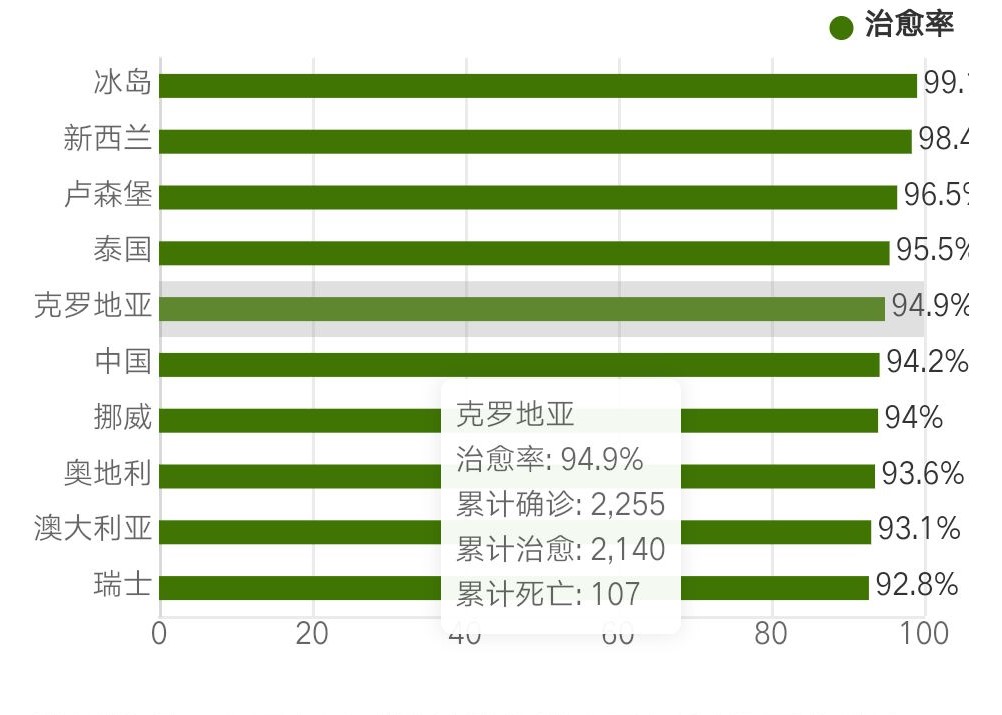 治愈率
冰岛 99.1
新西兰 98.4
卢森堡 96.5%
泰国 95.5%
克罗地亚 94.9%
中国 94.2%
挪威 94%
奥地利 93.6%
澳大利亚 93.1%
瑞士 92.8%
克罗地亚
治愈率: 94.9%
累计确诊: 2,255
累计治愈: 2,140
累计死亡: 107
0 20 40 60 80 100